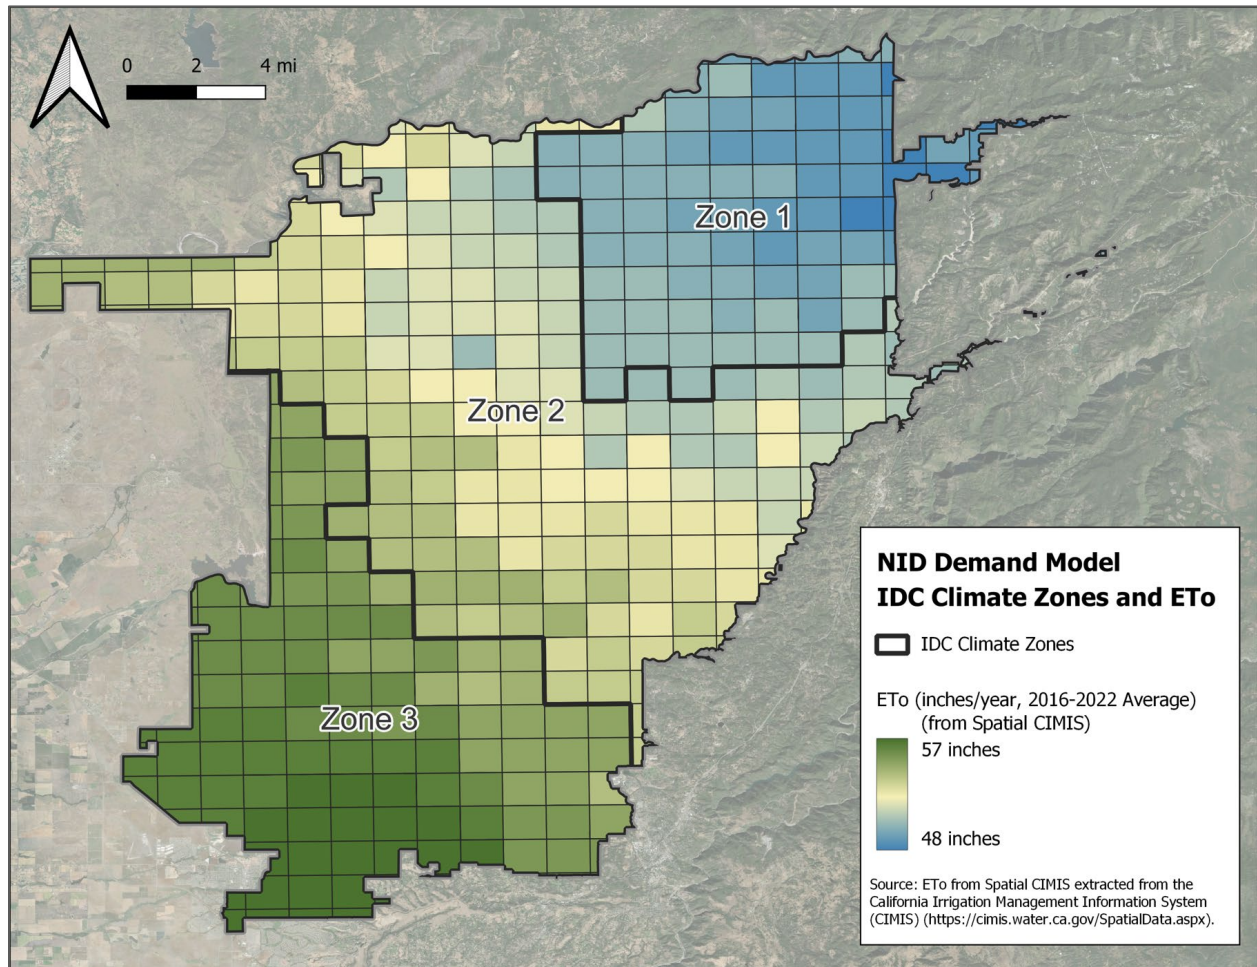 0 2 4 mi
Zone 1
Zone 2
Zone 3
NID Demand Model
IDC Climate Zones and ETo
IDC Climate Zones
ETo (inches/year, 2016-2022 Average)
(from Spatial CIMIS)
57 inches
48 inches
Source: ETo from Spatial CIMIS extracted from the
California Irrigation Management Information System
(CIMIS) (https://cimis.water.ca.gov/SpatialData.aspx).